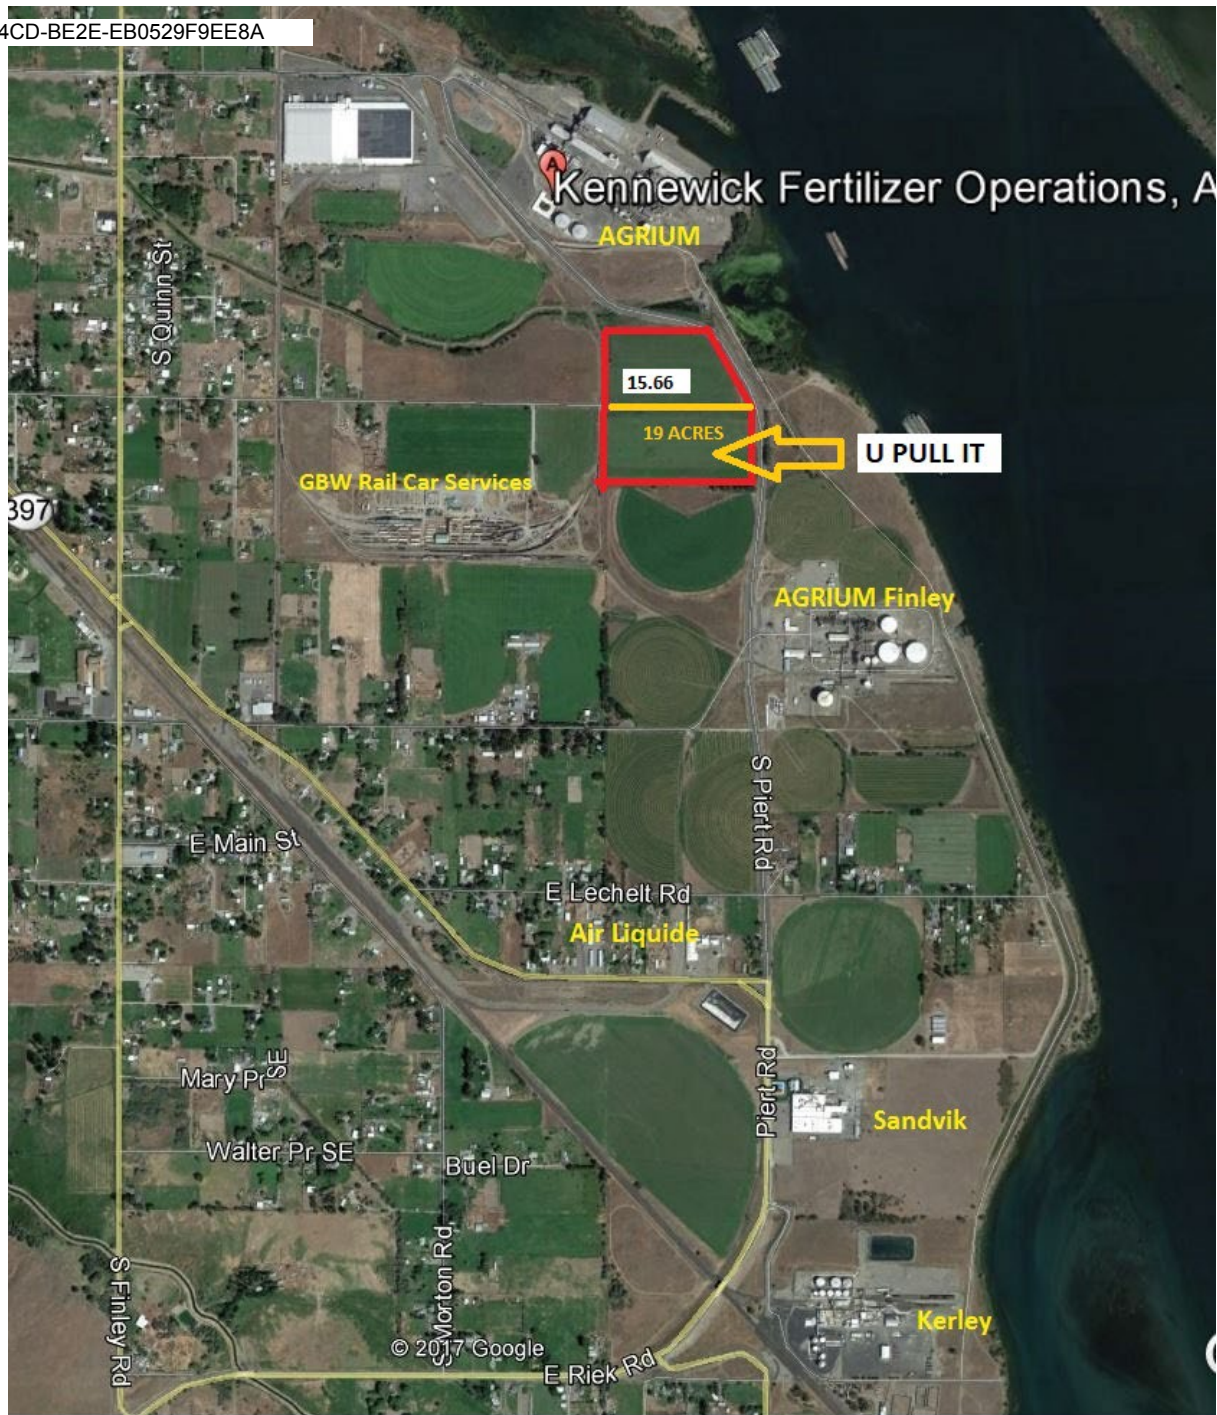 4CD-BE2E-EB0529F9EE8A
A
Kennewick Fertilizer Operations, A
AGRIUM
S Quinn St
15.66
19 ACRES
U PULL IT
GBW Rail Car Services
397
AGRIUM Finley
S Piert Rd
E Main St
E Lechelt Rd
Air Liquide
Mary Pr SE
Piert Rd
Sandvik
Walter Pr SE
Buel Dr
S Finley Rd
S Morton Rd
Kerley
© 2017 Google
E Riek Rd